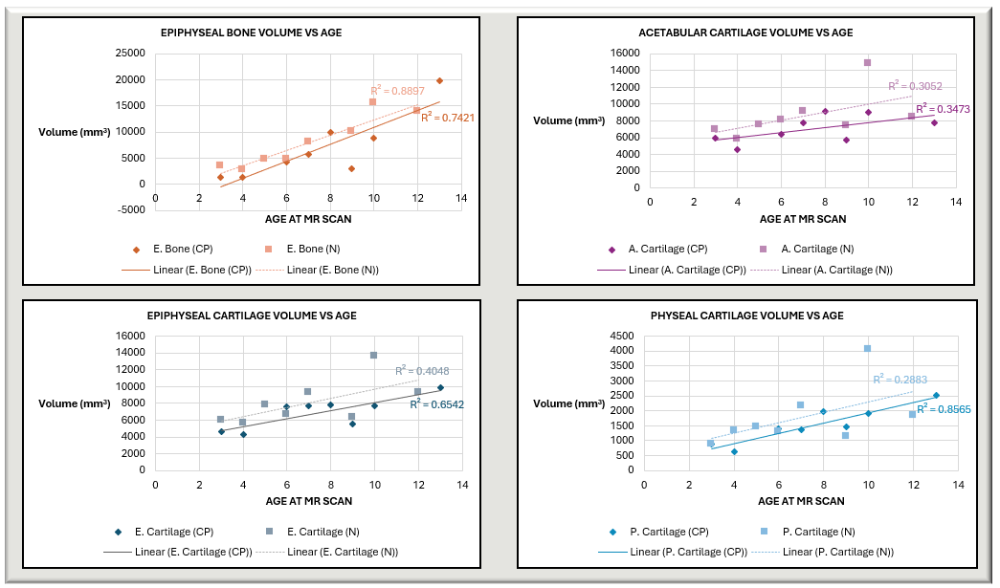 EPIPHYSEAL BONE VOLUME VS AGE
25000
20000
15000
10000
5000
0
-5000
Volume (mm³)
R² = 0.8897
R² = 0.7421
0 2 4 6 8 10 12 14
AGE AT MR SCAN
E. Bone (CP) E. Bone (N)
Linear (E. Bone (CP)) Linear (E. Bone (N))
ACETABULAR CARTILAGE VOLUME VS AGE
16000
14000
12000
10000
8000
6000
4000
2000
0
Volume (mm³)
R² = 0.3052
R² = 0.3473
0 2 4 6 8 10 12 14
AGE AT MR SCAN
A. Cartilage (CP) A. Cartilage (N)
Linear (A. Cartilage (CP)) Linear (A. Cartilage (N))
EPIPHYSEAL CARTILAGE VOLUME VS AGE
16000
14000
12000
10000
8000
6000
4000
2000
0
Volume (mm³)
R² = 0.4048
R² = 0.6542
0 2 4 6 8 10 12 14
AGE AT MR SCAN
E. Cartilage (CP) E. Cartilage (N)
Linear (E. Cartilage (CP)) Linear (E. Cartilage (N))
PHYSEAL CARTILAGE VOLUME VS AGE
4500
4000
3500
3000
2500
2000
1500
1000
500
0
Volume (mm³)
R² = 0.2883
R² = 0.8565
0 2 4 6 8 10 12 14
AGE AT MR SCAN
P. Cartilage (CP) P. Cartilage (N)
Linear (P. Cartilage (CP)) Linear (P. Cartilage (N))